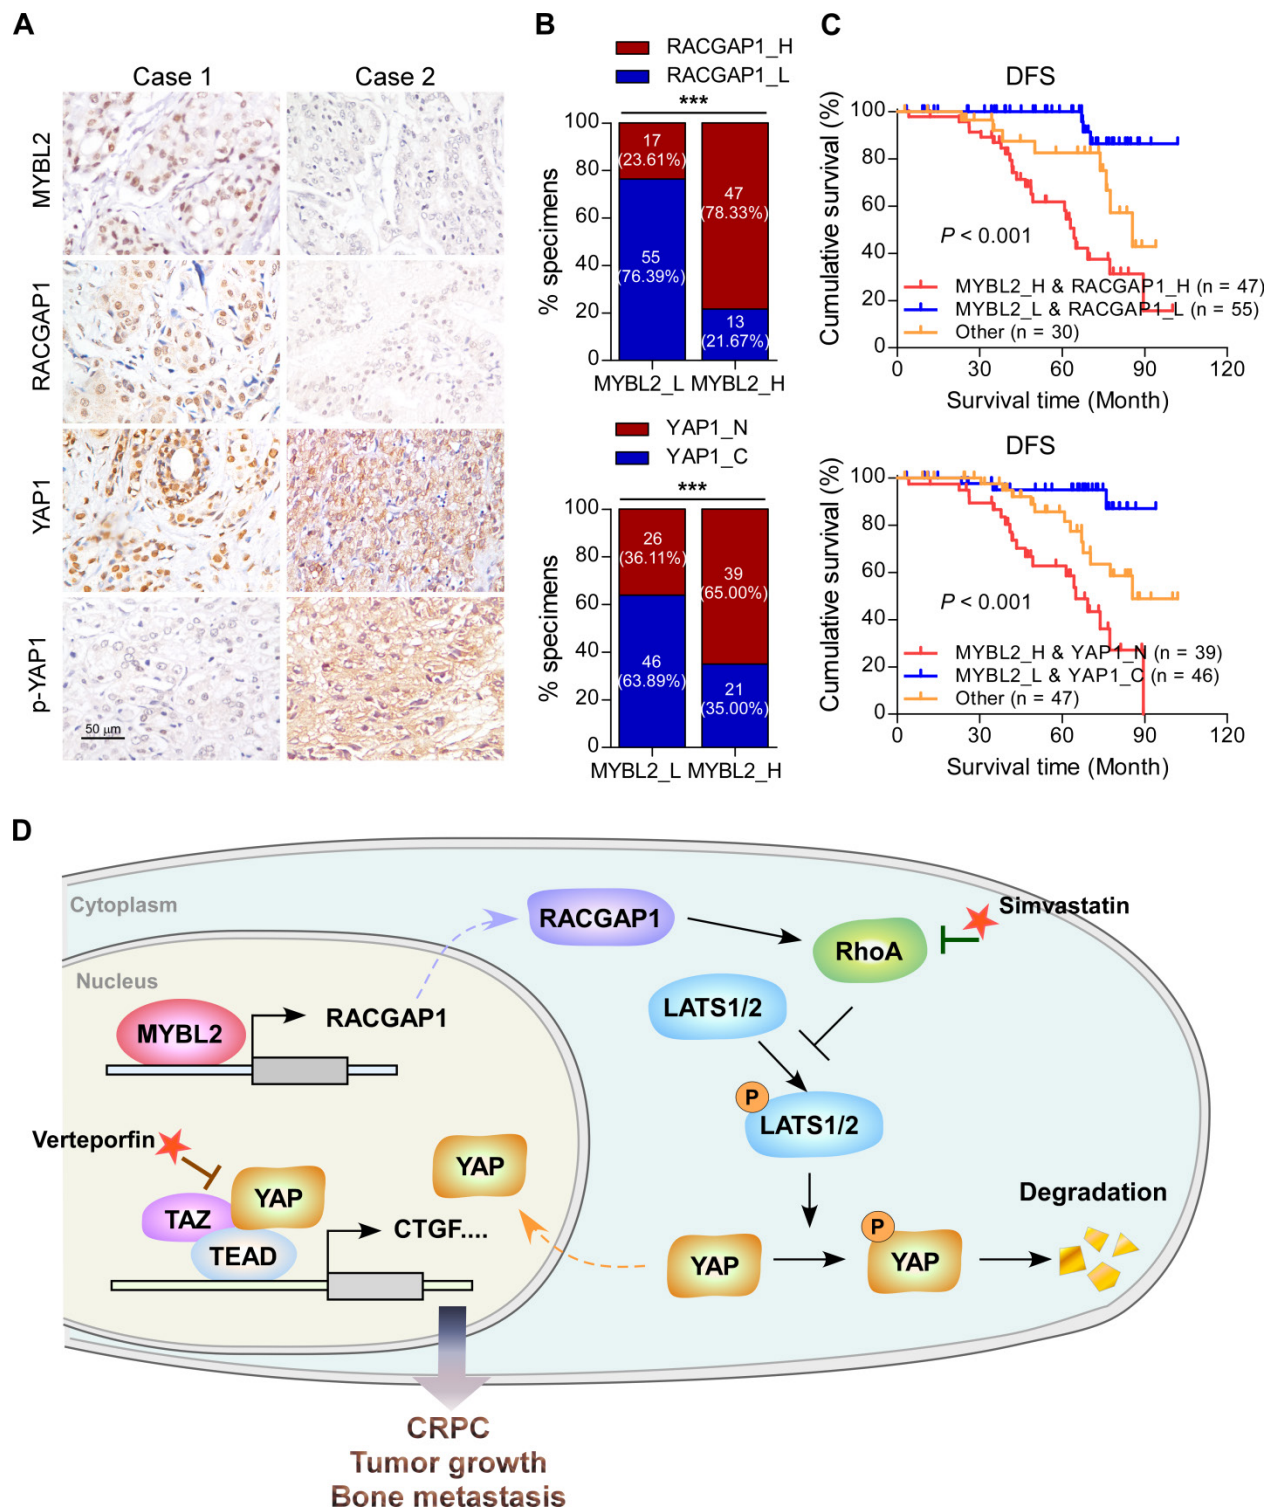 A
Case 1
Case 2
MYBL2
RACGAP1
YAP1
p-YAP1
50 μm
B
RACGAP1_H
RACGAP1_L
***
% specimens
100
80
60
40
20
0
17
(23.61%)
55
(76.39%)
47
(78.33%)
13
(21.67%)
MYBL2_L
MYBL2_H
YAP1_N
YAP1_C
***
% specimens
100
80
60
40
20
0
26
(36.11%)
46
(63.89%)
39
(65.00%)
21
(35.00%)
MYBL2_L
MYBL2_H
C
DFS
Cumulative survival (%)
100
80
60
40
20
0
P < 0.001
MYBL2_H & RACGAP1_H (n = 47)
MYBL2_L & RACGAP1_L (n = 55)
Other (n = 30)
0 30 60 90 120
Survival time (Month)
DFS
Cumulative survival (%)
100
80
60
40
20
0
P < 0.001
MYBL2_H & YAP1_N (n = 39)
MYBL2_L & YAP1_C (n = 46)
Other (n = 47)
0 30 60 90 120
Survival time (Month)
D
Cytoplasm
Nucleus
RACGAP1
Simvastatin
RhoA
MYBL2
RACGAP1
LATS1/2
P
LATS1/2
Verteporfin
YAP
TAZ
YAP
TEAD
CTGF....
YAP
P
YAP
Degradation
CRPC
Tumor growth
Bone metastasis